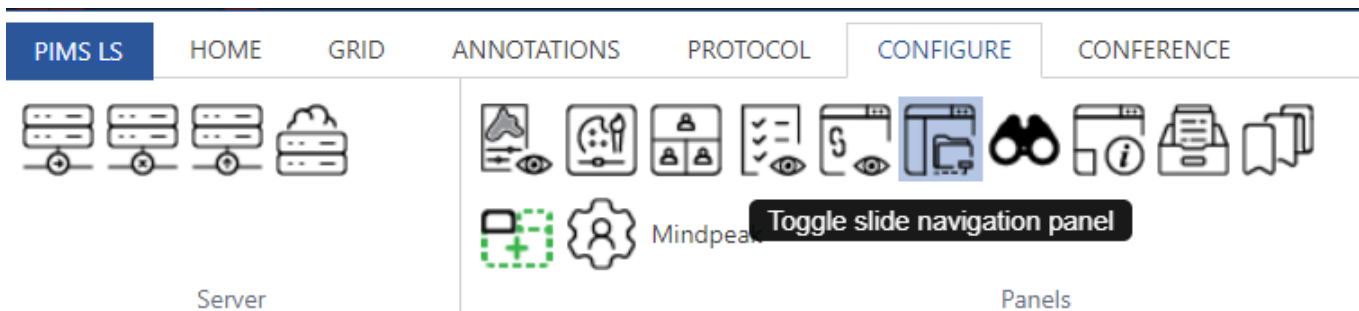 PIMS LS HOME GRID ANNOTATIONS PROTOCOL CONFIGURE CONFERENCE
Mindpeak
Toggle slide navigation panel
Server Panels